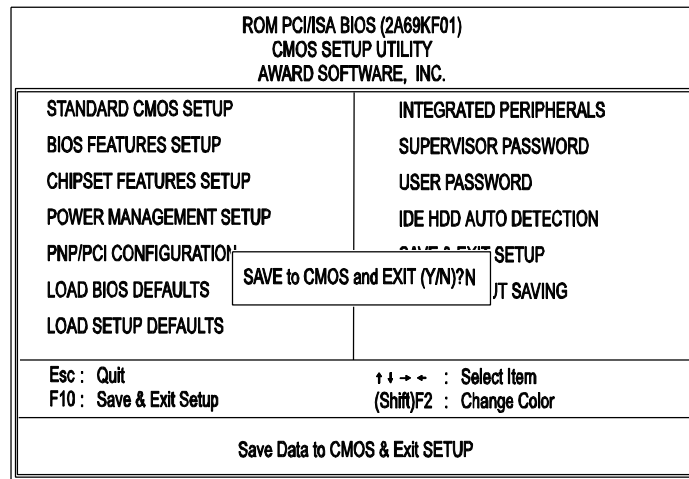 ROM PCI/ISA BIOS (2A69KF01)
CMOS SETUP UTILITY
AWARD SOFTWARE, INC.
STANDARD CMOS SETUP
BIOS FEATURES SETUP
CHIPSET FEATURES SETUP
POWER MANAGEMENT SETUP
PNP/PCI CONFIGURATION
LOAD BIOS DEFAULTS
LOAD SETUP DEFAULTS
INTEGRATED PERIPHERALS
SUPERVISOR PASSWORD
USER PASSWORD
IDE HDD AUTO DETECTION
SAVE & EXIT SETUP
SAVING
SAVE to CMOS and EXIT (Y/N)?N
Esc : Quit
F10 : Save & Exit Setup
↑ ↓ → ← : Select Item
(Shift)F2 : Change Color
Save Data to CMOS & Exit SETUP